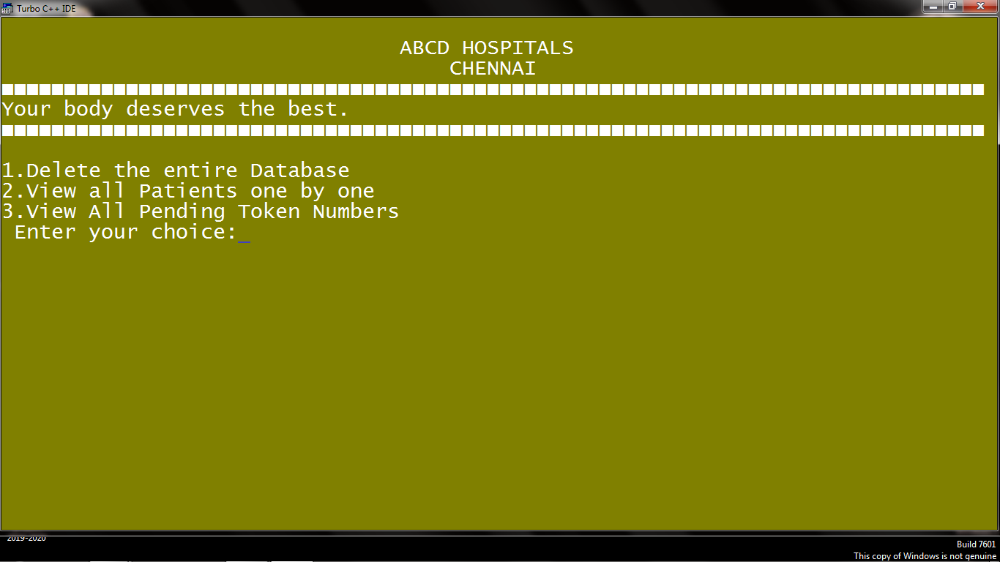 Turbo C++ IDE
ABCD HOSPITALS
CHENNAI
Your body deserves the best.
1.Delete the entire Database
2.View all Patients one by one
3.View All Pending Token Numbers
Enter your choice:_
2019-2020
Build 7601
This copy of Windows is not genuine